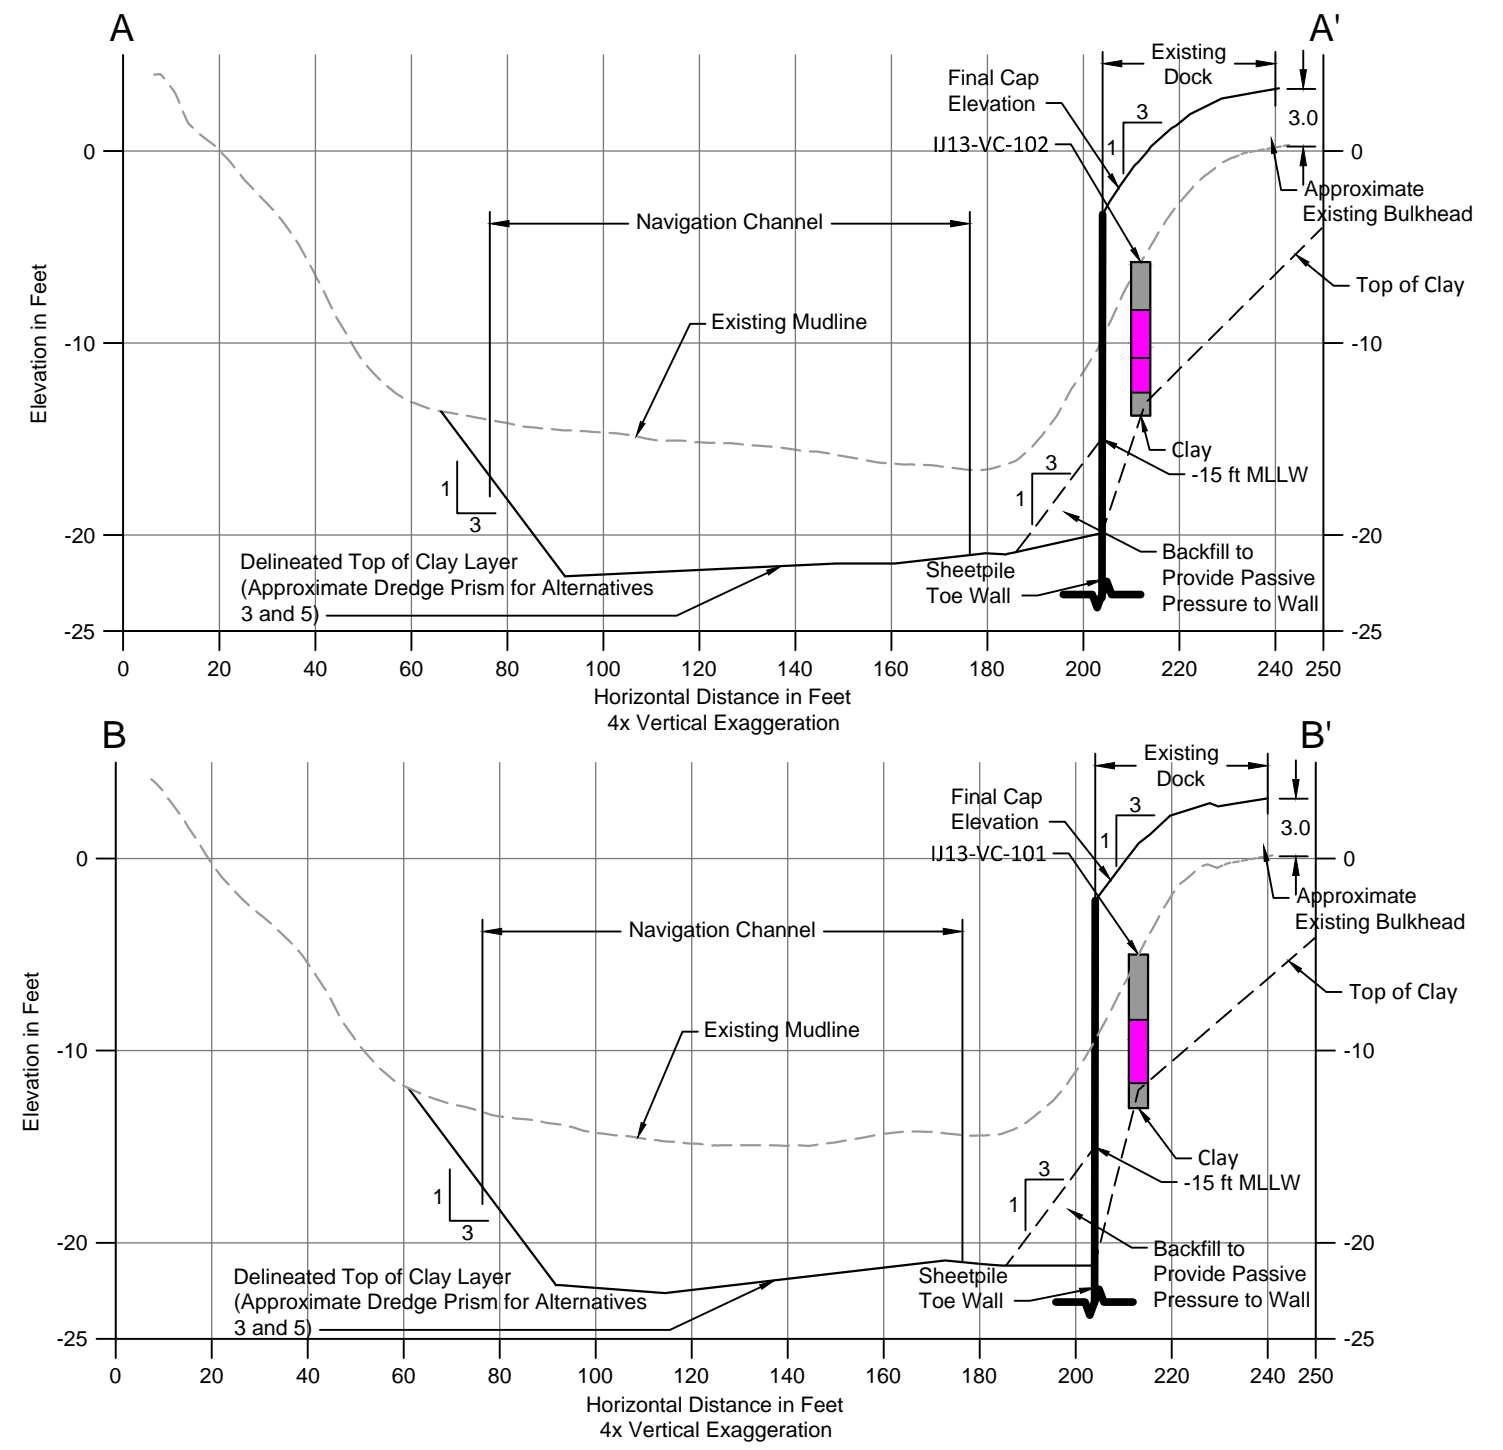 A
A'
Existing
Dock
Final Cap
Elevation
3
1
3.0
IJ13-VC-102
0
0
Approximate
Existing Bulkhead
Navigation Channel
Top of Clay
Elevation in Feet
Existing Mudline
-10
-10
Clay
-15 ft MLLW
3
1
1
3
-20
-20
Delineated Top of Clay Layer
(Approximate Dredge Prism for Alternatives
3 and 5)
Sheetpile
Toe Wall
Backfill to
Provide Passive
Pressure to Wall
-25
-25
0 20 40 60 80 100 120 140 160 180 200 220 240 250
Horizontal Distance in Feet
4x Vertical Exaggeration
B
B'
Existing
Dock
Final Cap
Elevation
3
1
3.0
IJ13-VC-101
0
0
Approximate
Existing Bulkhead
Navigation Channel
Top of Clay
Elevation in Feet
Existing Mudline
-10
-10
Clay
-15 ft MLLW
3
1
1
3
-20
-20
Delineated Top of Clay Layer
(Approximate Dredge Prism for Alternatives
3 and 5)
Sheetpile
Toe Wall
Backfill to
Provide Passive
Pressure to Wall
-25
-25
0 20 40 60 80 100 120 140 160 180 200 220 240 250
Horizontal Distance in Feet
4x Vertical Exaggeration